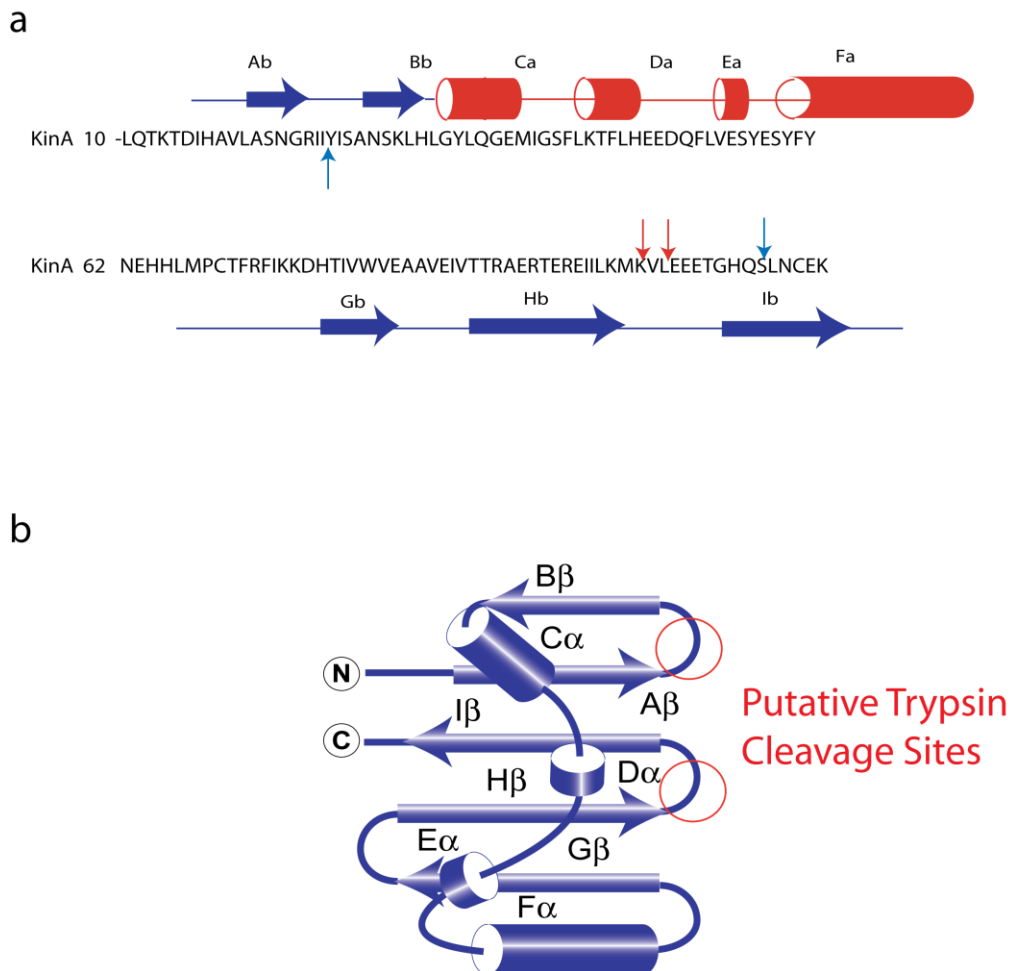 a
Ab Bb Ca Da Ea Fa
KinA 10 -LQTKTDIHAVLASNGRIIYISANSKLHLGYLQGEMIGSFLKTFLHEEDQFLVESYESYFY
KinA 62 NEHHLMPCTFRFIKKDHTIVWVEAAVEIVTTRAERTEREIILKMKVLEEETGHQSLNCEK
Gb Hb Ib
b
Bβ
Cα
N
Iβ Aβ
Putative Trypsin
C
Cleavage Sites
Hβ Dα
Eα Gβ
Fα